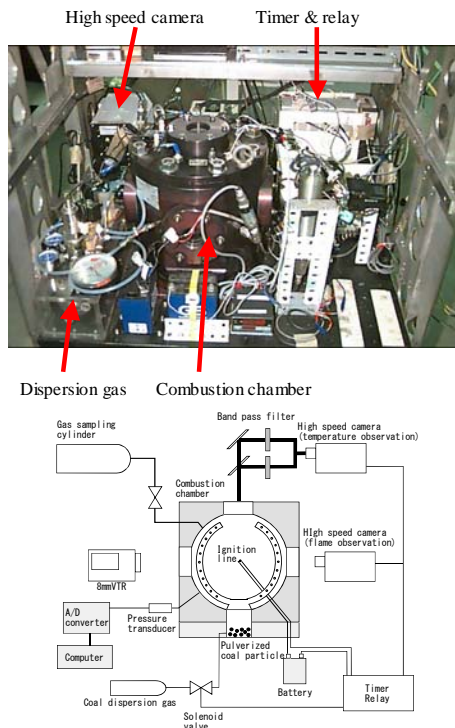 High speed camera
Timer & relay
Dispersion gas
Combustion chamber
Band pass filter
Gas sampling
cylinder
High speed camera
(temperature observation)
Combustion
chamber
HIgh speed camera
(flame observation)
Ignition
line
8mmVTR
A/D
converter
Pressure
transducer
Computer
Pulverized
coal particle
Battery
Timer
Relay
Coal dispersion gas
Solenoid
valve